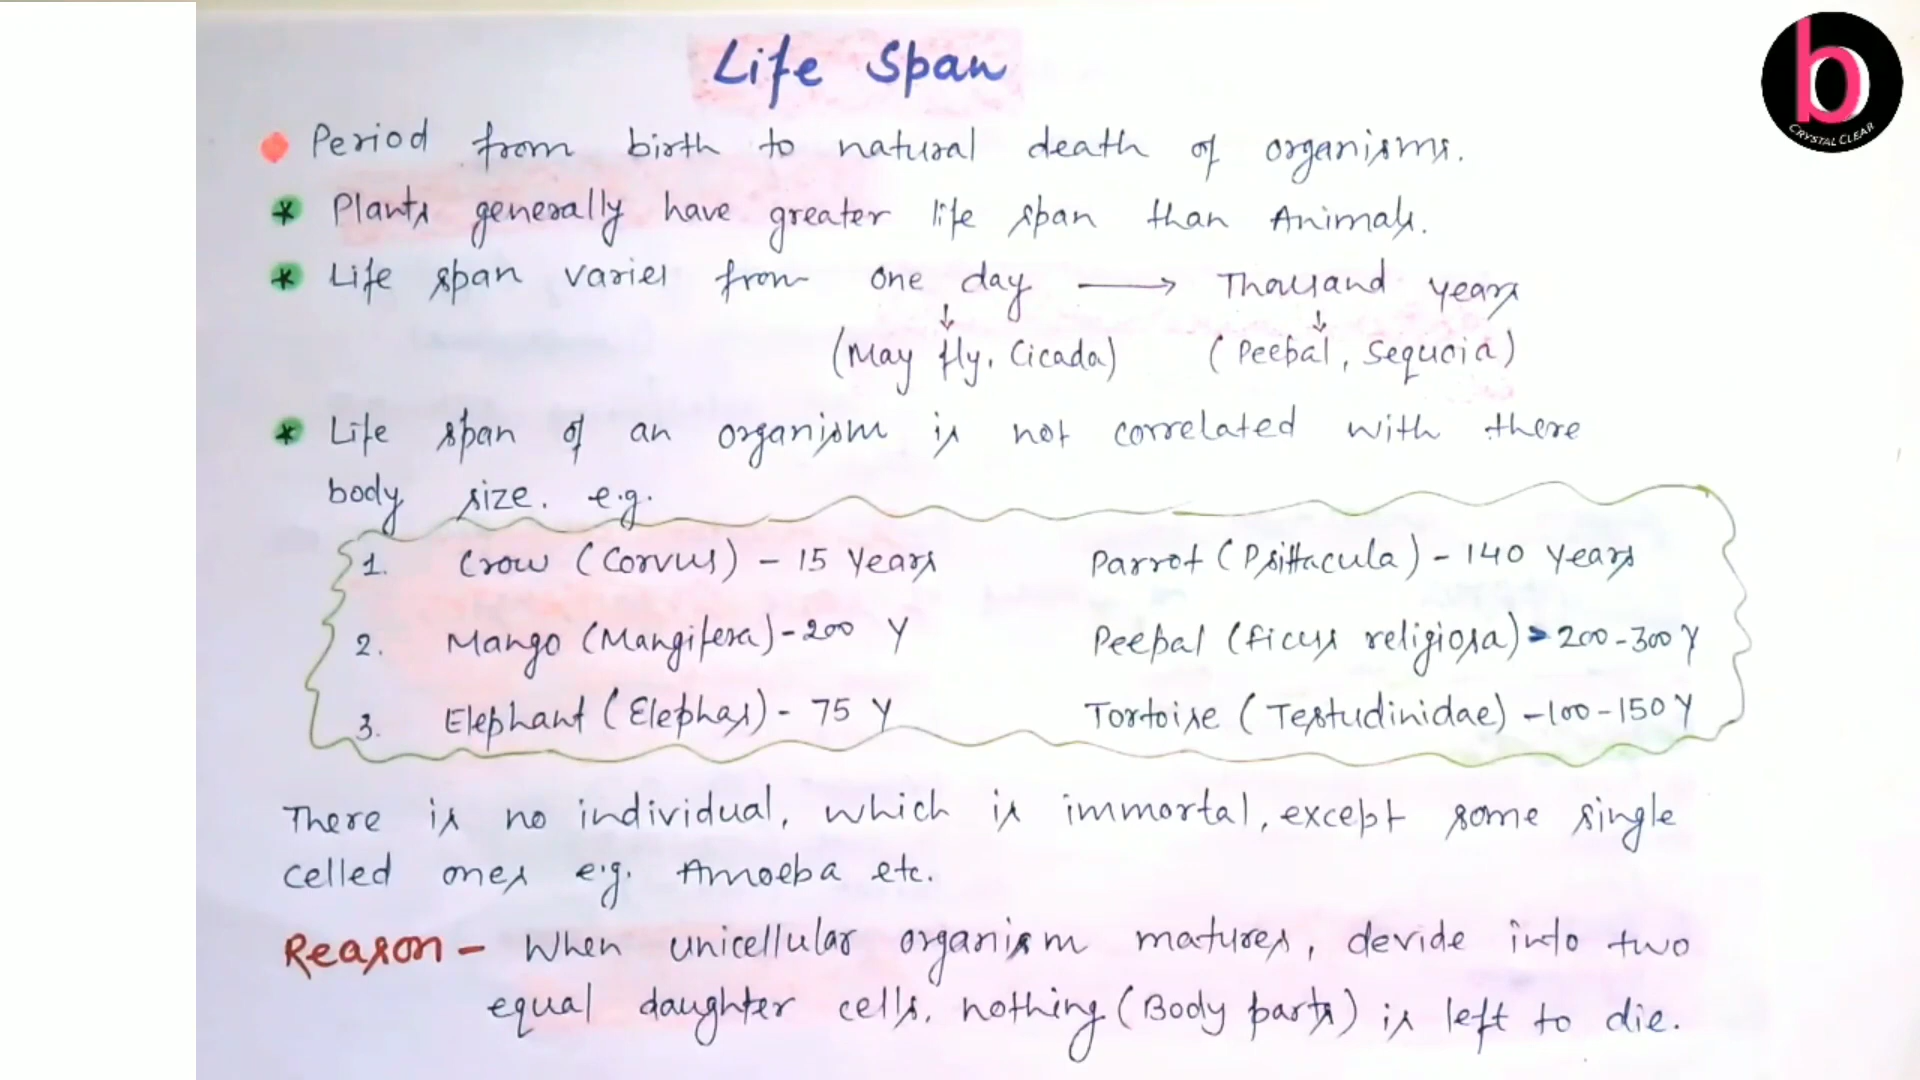 Life Span
b
CRYSTAL CLEAR
Period from birth to natural death of organisms.
* Plants generally have greater life span than Animals.
* Life span varies from one day → Thousand years
↓ ↓
(May fly, Cicada) (Peepal, Sequoia)
* Life span of an organism is not correlated with there
body size. e.g.
1. Crow (Corvus) - 15 Years Parrot (Psittacula) - 140 years
2. Mango (Mangifera) - 200 Y Peepal (ficus religiosa) > 200-300 Y
3. Elephant (Elephas) - 75 Y Tortoise (Testudinidae) - 100-150 Y
There is no individual, which is immortal, except some single
celled ones e.g. Amoeba etc.
Reason - When unicellular organism matures, devide into two
equal daughter cells, nothing (Body parts) is left to die.